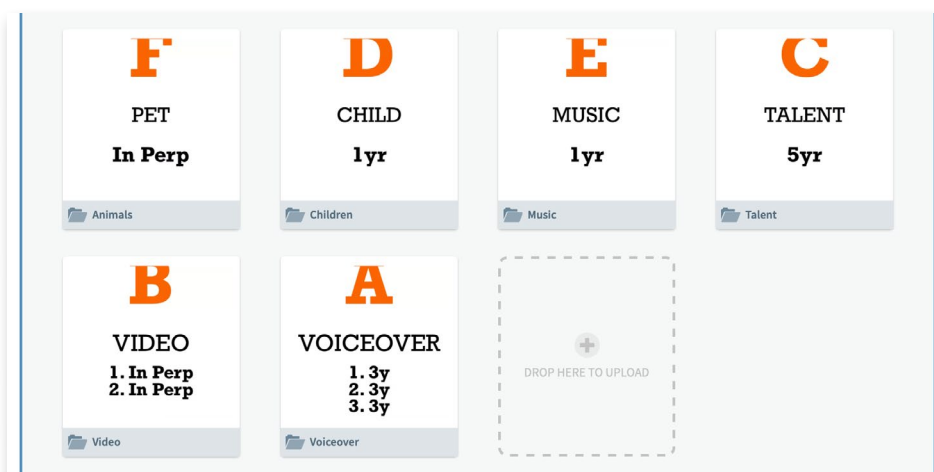 F
PET
In Perp
Animals
D
CHILD
1yr
Children
E
MUSIC
1yr
Music
C
TALENT
5yr
Talent
B
VIDEO
1. In Perp
2. In Perp
Video
A
VOICEOVER
1. 3y
2. 3y
3. 3y
Voiceover
DROP HERE TO UPLOAD